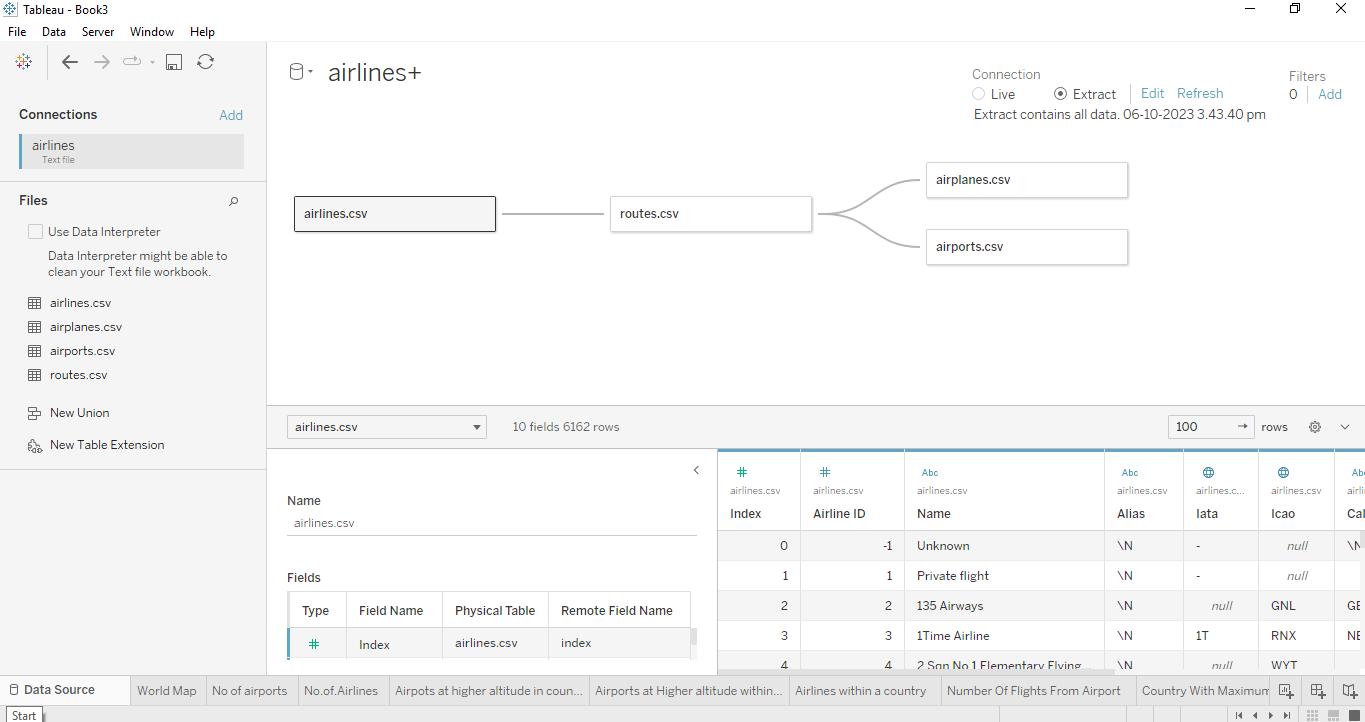 Tableau - Book3
File Data Server Window Help
airlines+
Connection
Live Extract Edit Refresh
Extract contains all data. 06-10-2023 3.43.40 pm
Filters
0 Add
Connections Add
airlines
Text file
Files
Use Data Interpreter
Data Interpreter might be able to
clean your Text file workbook.
airlines.csv
airplanes.csv
airports.csv
routes.csv
New Union
New Table Extension
airlines.csv
routes.csv
airplanes.csv
airports.csv
airlines.csv 10 fields 6162 rows 100 → rows
Name
airlines.csv
Fields
Type Field Name Physical Table Remote Field Name
# Index airlines.csv index
# # Abc Abc Abc
airlines.csv airlines.csv airlines.csv airlines.csv airlines.c... airlines.csv airl
Index Airline ID Name Alias Iata Icao Cal
0 -1 Unknown \N - null \N
1 1 Private flight \N - null
2 2 135 Airways \N null GNL GE
3 3 1Time Airline \N 1T RNX NE
4 4 2 Sqn No 1 Elementary Flying... \N null WYT
Data Source World Map No of airports No.of.Airlines Airpots at higher altitude in coun... Airports at Higher altitude within... Airlines within a country Number Of Flights From Airport Country With Maximum
Start